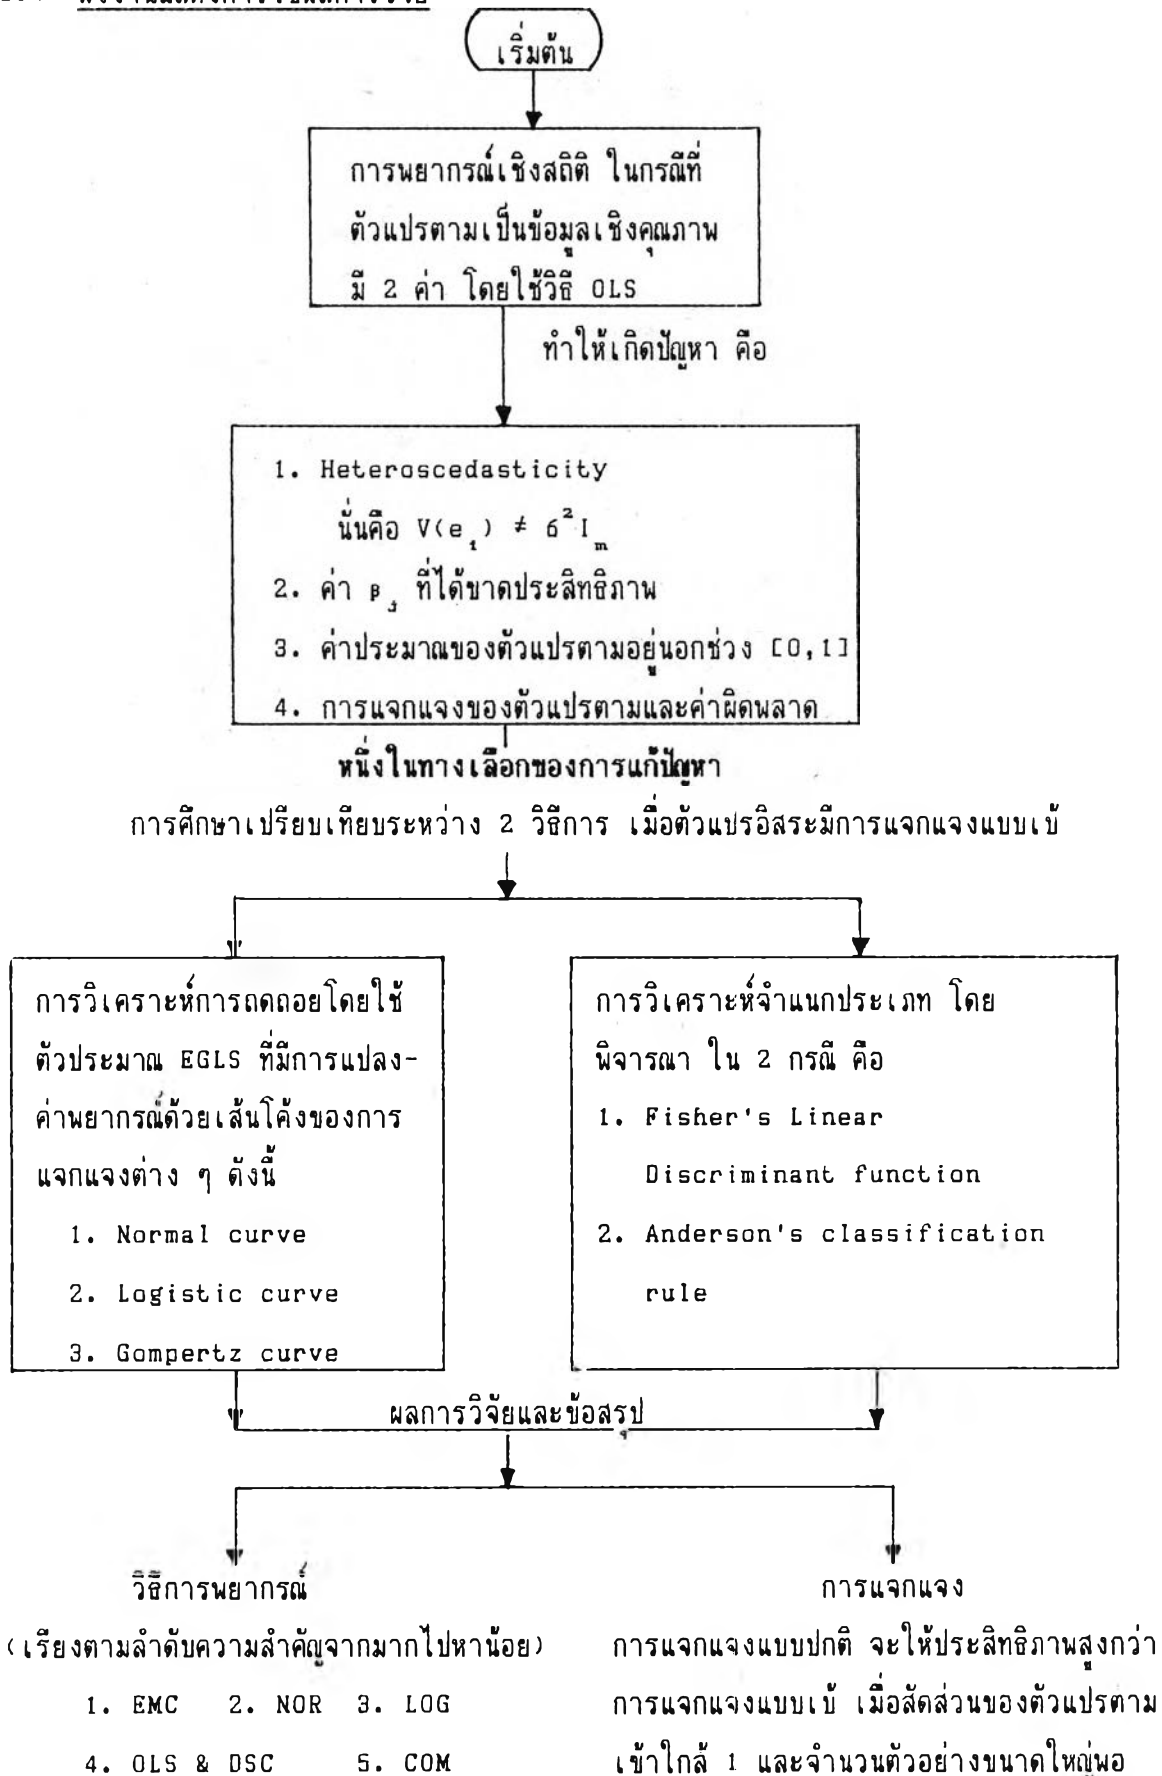 เริ่มต้น
การพยากรณ์เชิงสถิติ ในกรณีที่
ตัวแปรตามเป็นข้อมูลเชิงคุณภาพ
มี 2 ค่า โดยใช้วิธี OLS
ทำให้เกิดปัญหา คือ
1. Heteroscedasticity
นั่นคือ V(e_i) ≠ б²I_m
2. ค่า β_j ที่ได้ขาดประสิทธิภาพ
3. ค่าประมาณของตัวแปรตามอยู่นอกช่วง [0,1]
4. การแจกแจงของตัวแปรตามและค่าผิดพลาด
หนึ่งในทางเลือกของการแก้ปัญหา
การศึกษาเปรียบเทียบระหว่าง 2 วิธีการ เมื่อตัวแปรอิสระมีการแจกแจงแบบเบ้
การวิเคราะห์การถดถอยโดยใช้
ตัวประมาณ EGLS ที่มีการแปลง-
ค่าพยากรณ์ด้วยเส้นโค้งของการ
แจกแจงต่าง ๆ ดังนี้
1. Normal curve
2. Logistic curve
3. Gompertz curve
การวิเคราะห์จำแนกประเภท โดย
พิจารณา ใน 2 กรณี คือ
1. Fisher's Linear
Discriminant function
2. Anderson's classification
rule
ผลการวิจัยและข้อสรุป
วิธีการพยากรณ์
(เรียงตามลำดับความสำคัญจากมากไปหาน้อย)
1. EMC 2. NOR 3. LOG
4. OLS & DSC 5. COM
การแจกแจง
การแจกแจงแบบปกติ จะให้ประสิทธิภาพสูงกว่า
การแจกแจงแบบเบ้ เมื่อสัดส่วนของตัวแปรตาม
เข้าใกล้ 1 และจำนวนตัวอย่างขนาดใหญ่พอ